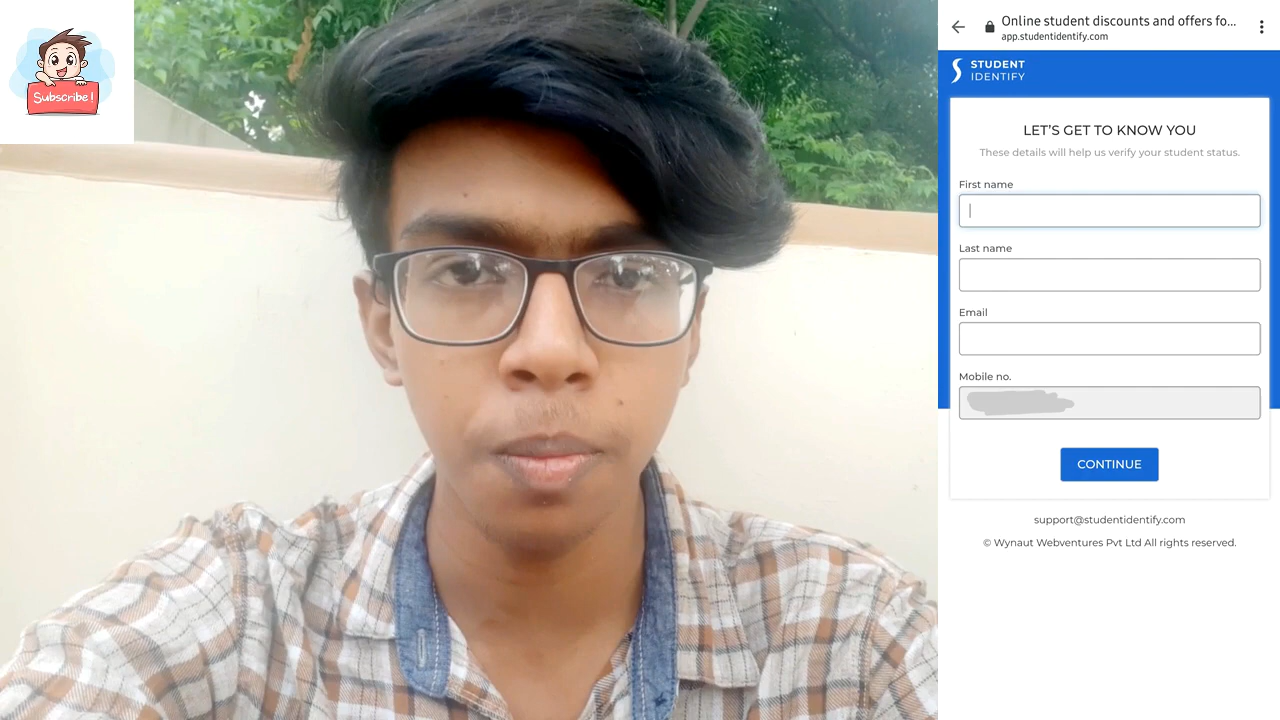 Subscribe!
Online student discounts and offers fo...
app.studentidentify.com
STUDENT
IDENTIFY
LET'S GET TO KNOW YOU
These details will help us verify your student status.
First name
Last name
Email
Mobile no.
CONTINUE
support@studentidentify.com
© Wynaut Webventures Pvt Ltd All rights reserved.